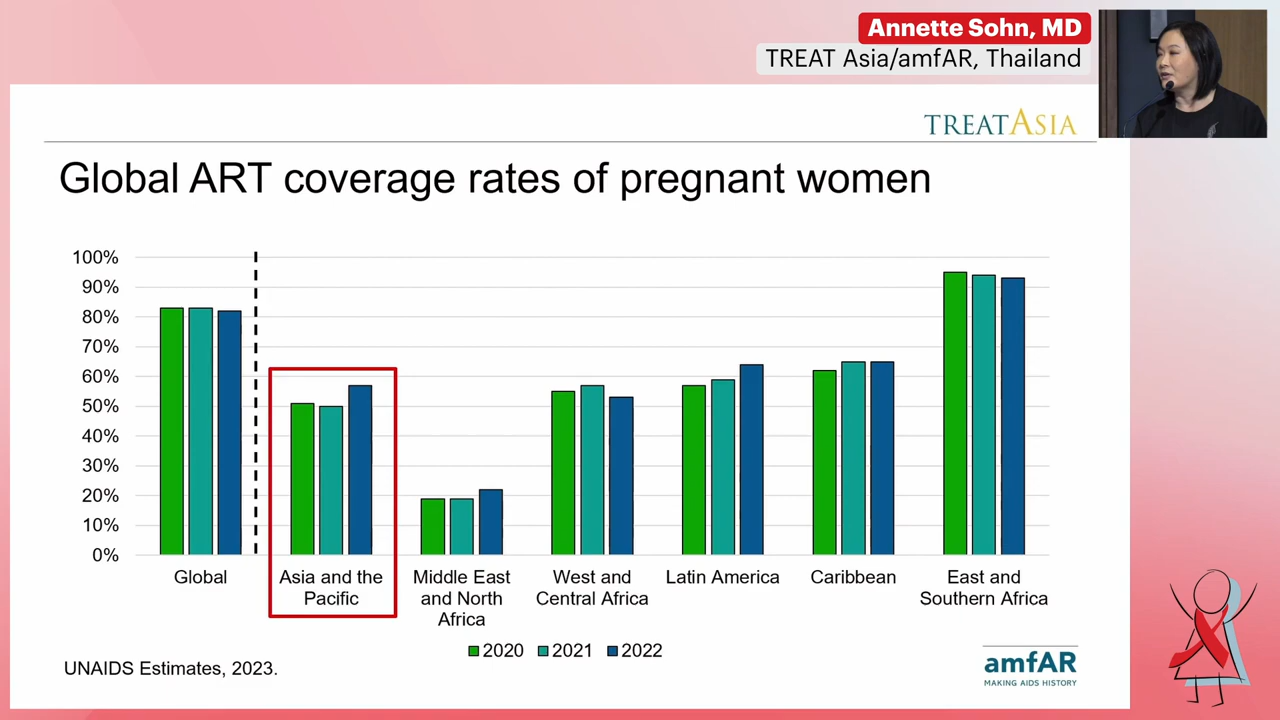 Annette Sohn, MD
TREAT Asia/amfAR, Thailand
TREATASIA
Global ART coverage rates of pregnant women
100%
90%
80%
70%
60%
50%
40%
30%
20%
10%
0%
Global
Asia and the
Pacific
Middle East
and North
Africa
West and
Central Africa
Latin America
Caribbean
East and
Southern Africa
2020 2021 2022
UNAIDS Estimates, 2023.
amfAR
MAKING AIDS HISTORY